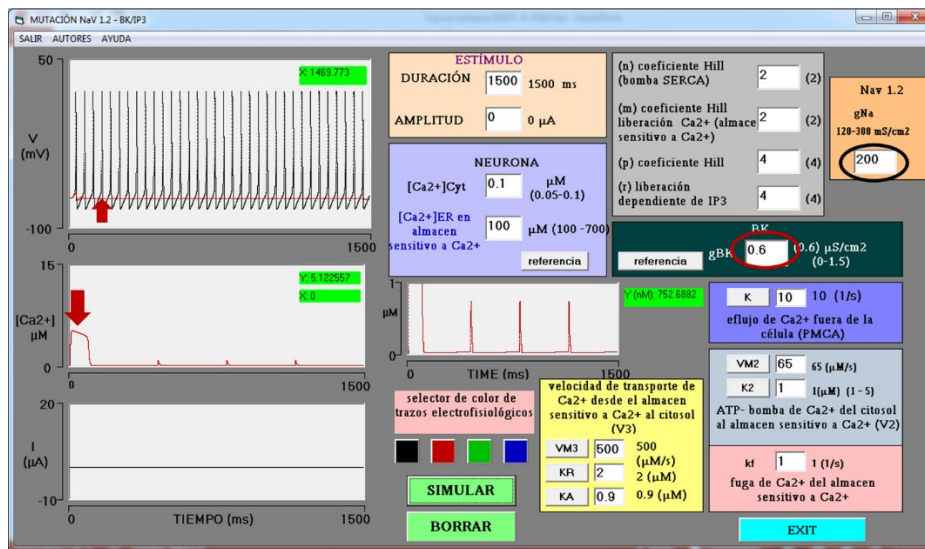 MUTACIÓN NaV 1.2 - BK/IP3
SALIR AUTORES AYUDA
50
V
(mV)
-100
X: 1469.773
0 1500
15
[Ca2+]
µM
0
Y: 5.122557
X: 0
0 1500
20
I
(µA)
-10
0 TIEMPO (ms) 1500
ESTÍMULO
DURACIÓN 1500 1500 ms
AMPLITUD 0 0 µA
NEURONA
[Ca2+]Cyt 0.1 µM
(0.05-0.1)
[Ca2+]ER en
almacen
sensitivo a Ca2+
100 µM (100 -700)
referencia
1
µM
0
Y (nM): 752.6882
0 TIME (ms) 1500
selector de color de
trazos electrofisiológicos
SIMULAR
BORRAR
velocidad de transporte de
Ca2+ desde el almacen
sensitivo a Ca2+ al citosol
(V3)
VM3 500 500
(µM/s)
KR 2 2 (µM)
KA 0.9 0.9 (µM)
(n) coeficiente Hill
(bomba SERCA)
2 (2)
(m) coeficiente Hill
liberación Ca2+ (almace
sensitivo a Ca2+)
2 (2)
(p) coeficiente Hill 4 (4)
(r) liberación
dependiente de IP3
4 (4)
Nav 1.2
gNa
120-300 mS/cm2
200
BK
referencia gBK 0.6 (0.6) µS/cm2
(0-1.5)
K 10 10 (1/s)
eflujo de Ca2+ fuera de la
célula (PMCA)
VM2 65 65 (µM/s)
K2 1 1(µM) (1 - 5)
ATP- bomba de Ca2+ del citosol
al almacen sensitivo a Ca2+ (V2)
kf 1 1 (1/s)
fuga de Ca2+ del almacen
sensitivo a Ca2+
EXIT